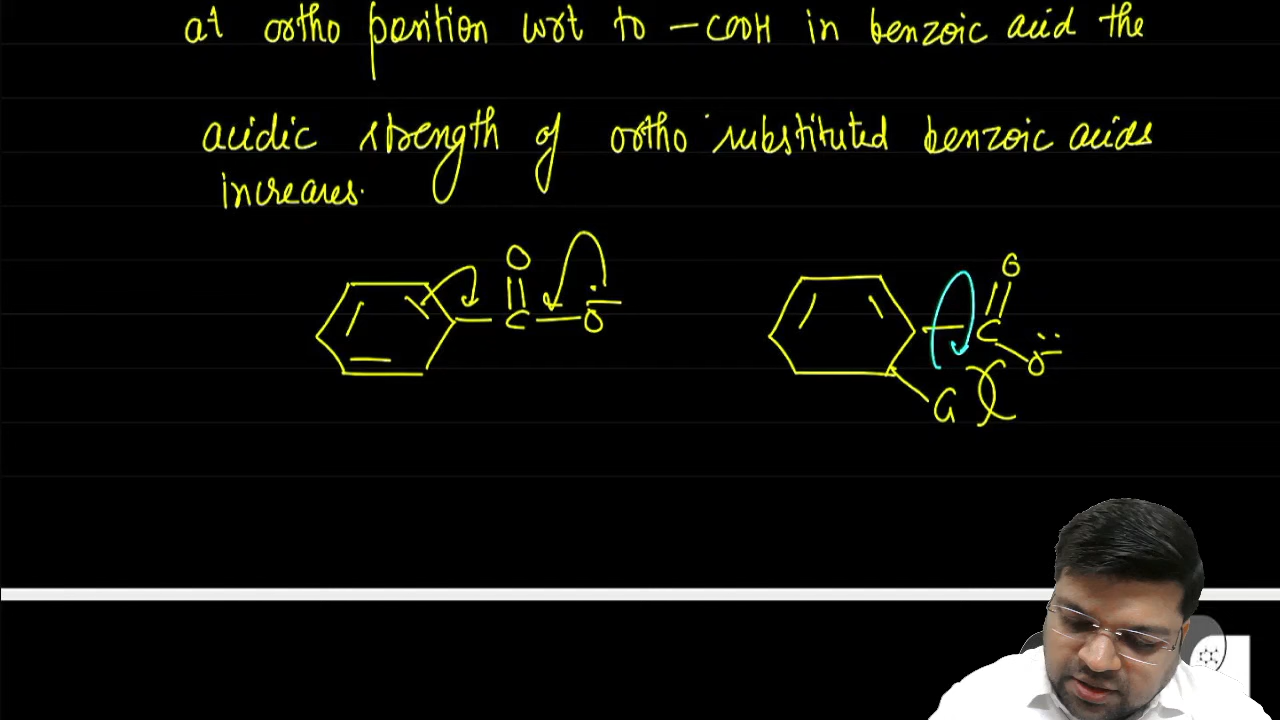 at ortho position wrt to -COOH in benzoic acid the
acidic strength of ortho substituted benzoic acids
increases.
O
C
O
O
C
O
G